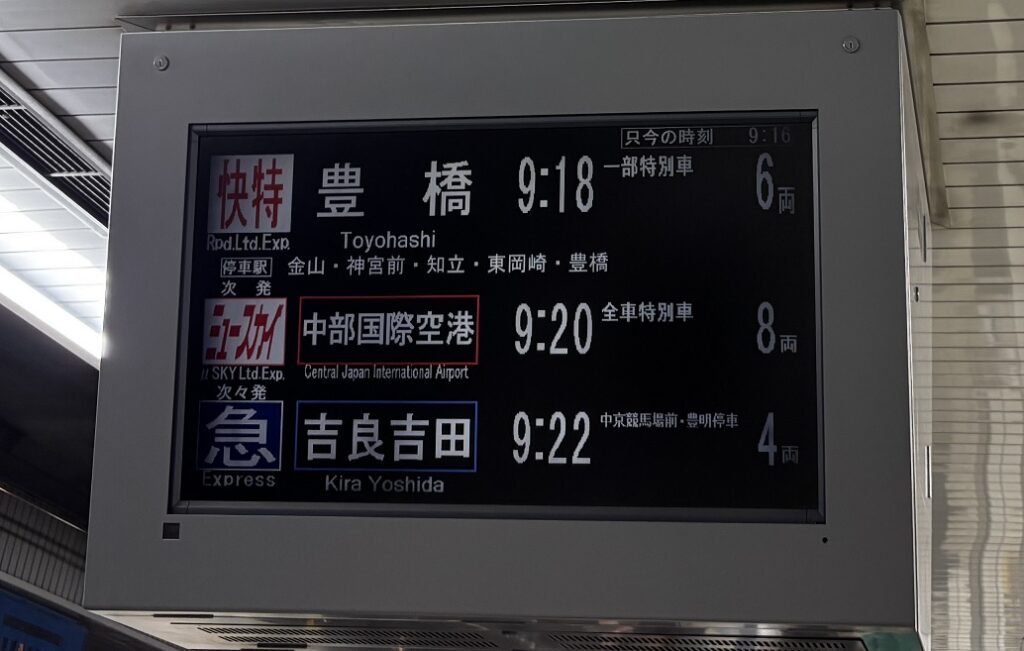 只今の時刻 9:16
快特 豊橋 9:18 一部特別車 6両
Rpd.Ltd.Exp. Toyohashi
停車駅 金山・神宮前・知立・東岡崎・豊橋
次発
ミュースカイ 中部国際空港 9:20 全車特別車 8両
μ SKY Ltd.Exp. Central Japan International Airport
次々発
急 吉良吉田 9:22 中京競馬場前・豊明停車 4両
Express Kira Yoshida